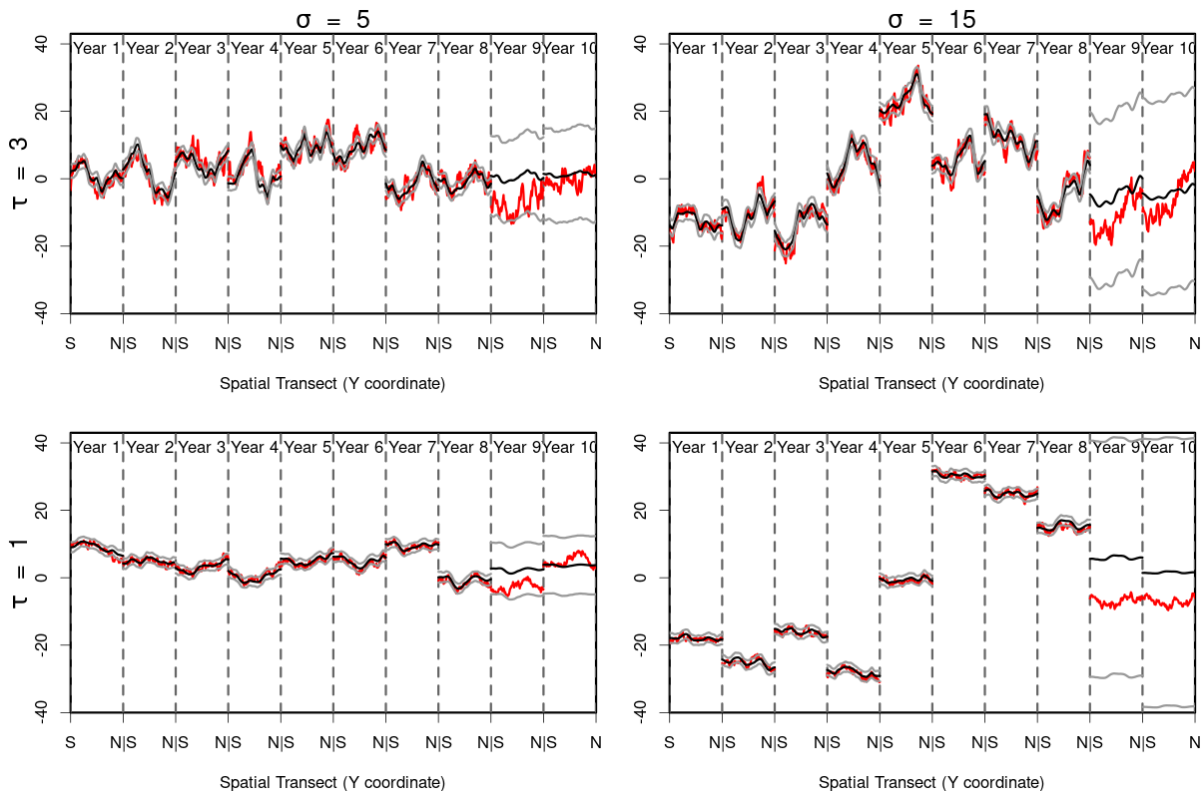 σ = 5
σ = 15
τ = 3
Year 1 Year 2 Year 3 Year 4 Year 5 Year 6 Year 7 Year 8 Year 9 Year 10
40
20
0
-20
-40
S N|S N|S N|S N|S N|S N|S N|S N|S N|S N
Spatial Transect (Y coordinate)
Year 1 Year 2 Year 3 Year 4 Year 5 Year 6 Year 7 Year 8 Year 9 Year 10
40
20
0
-20
-40
S N|S N|S N|S N|S N|S N|S N|S N|S N|S N
Spatial Transect (Y coordinate)
τ = 1
Year 1 Year 2 Year 3 Year 4 Year 5 Year 6 Year 7 Year 8 Year 9 Year 10
40
20
0
-20
-40
S N|S N|S N|S N|S N|S N|S N|S N|S N|S N
Spatial Transect (Y coordinate)
Year 1 Year 2 Year 3 Year 4 Year 5 Year 6 Year 7 Year 8 Year 9 Year 10
40
20
0
-20
-40
S N|S N|S N|S N|S N|S N|S N|S N|S N|S N
Spatial Transect (Y coordinate)